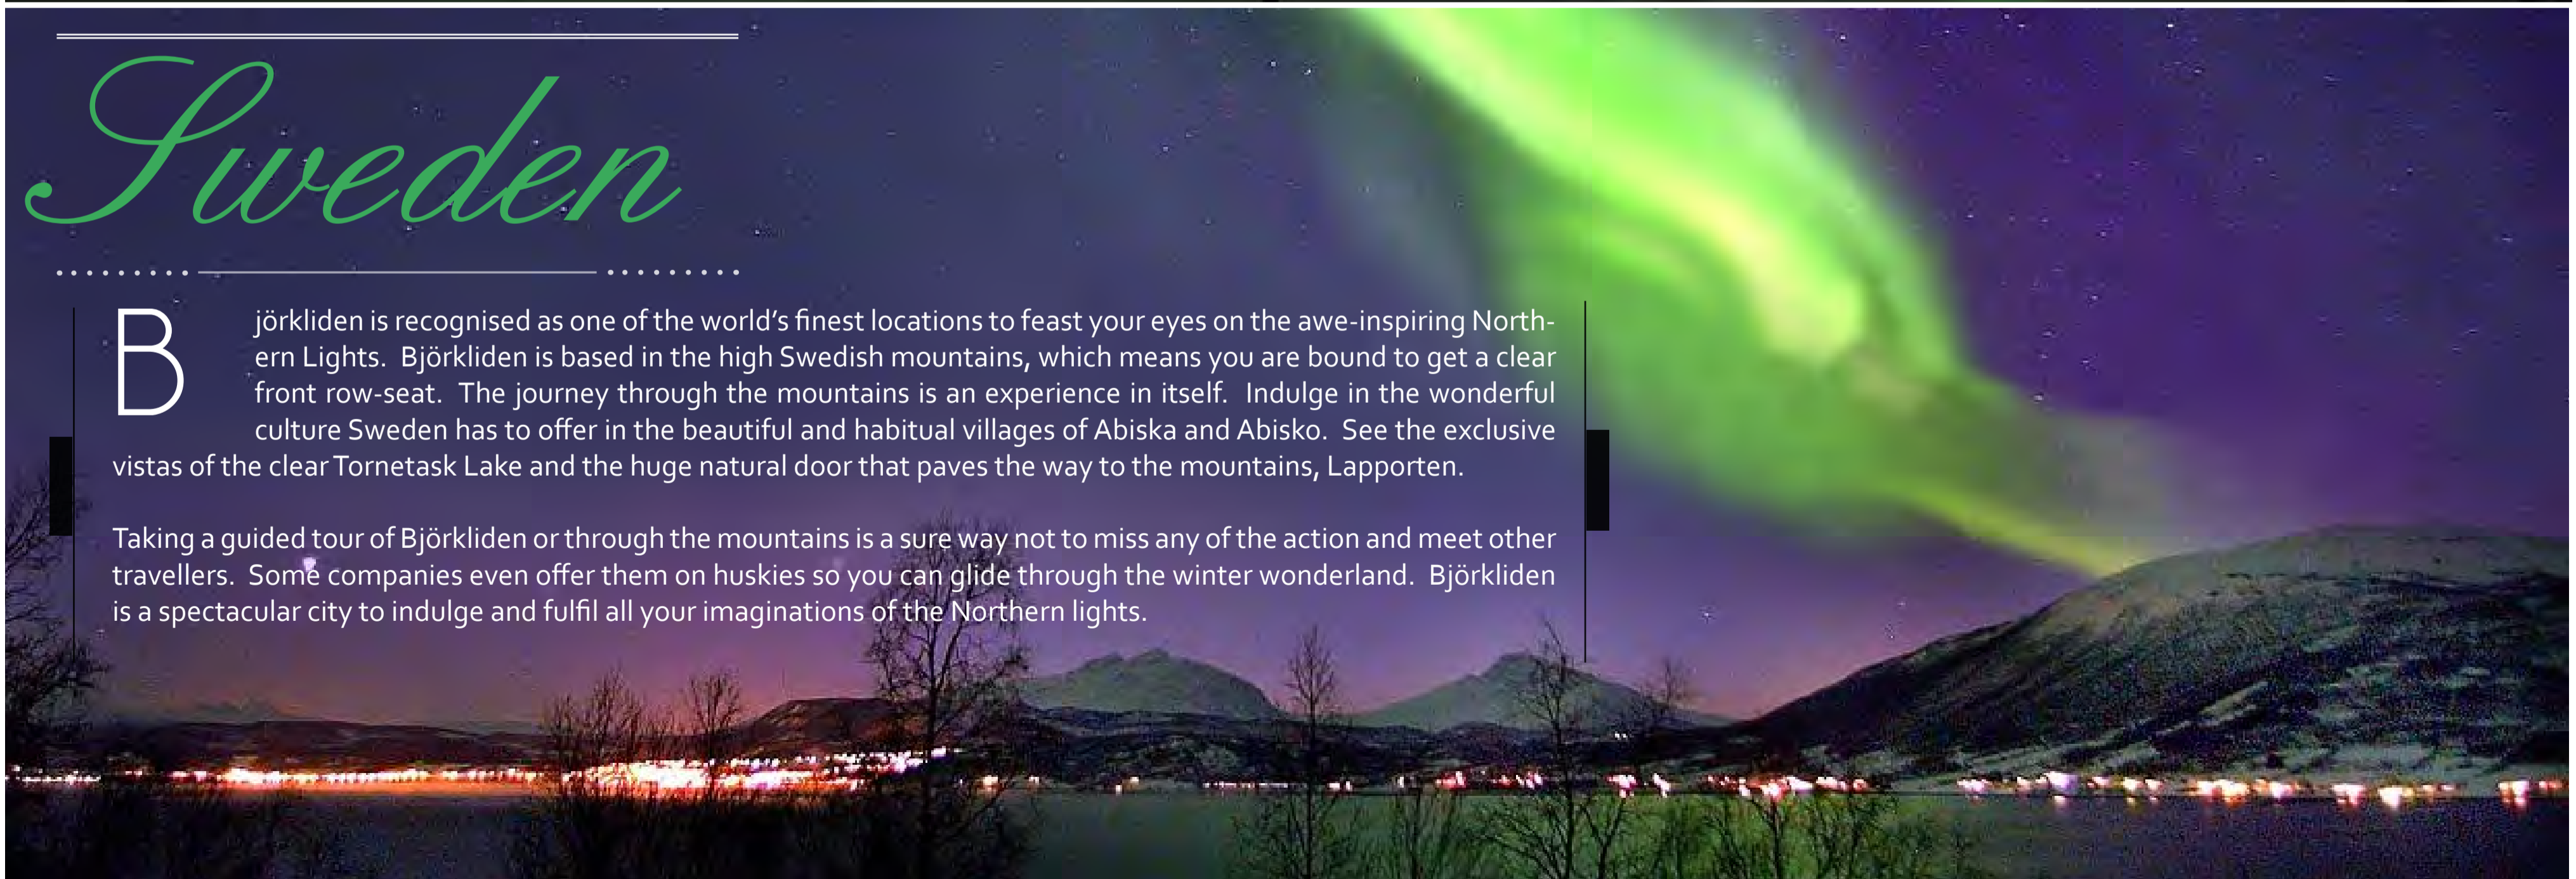 Sweden
Björkliden is recognised as one of the world's finest locations to feast your eyes on the awe-inspiring North-
ern Lights.  Björkliden is based in the high Swedish mountains, which means you are bound to get a clear
front row-seat.  The journey through the mountains is an experience in itself.  Indulge in the wonderful
culture Sweden has to offer in the beautiful and habitual villages of Abiska and Abisko.  See the exclusive
vistas of the clear Tornetask Lake and the huge natural door that paves the way to the mountains, Lapporten.
Taking a guided tour of Björkliden or through the mountains is a sure way not to miss any of the action and meet other
travellers.  Some companies even offer them on huskies so you can glide through the winter wonderland.  Björkliden
is a spectacular city to indulge and fulfil all your imaginations of the Northern lights.